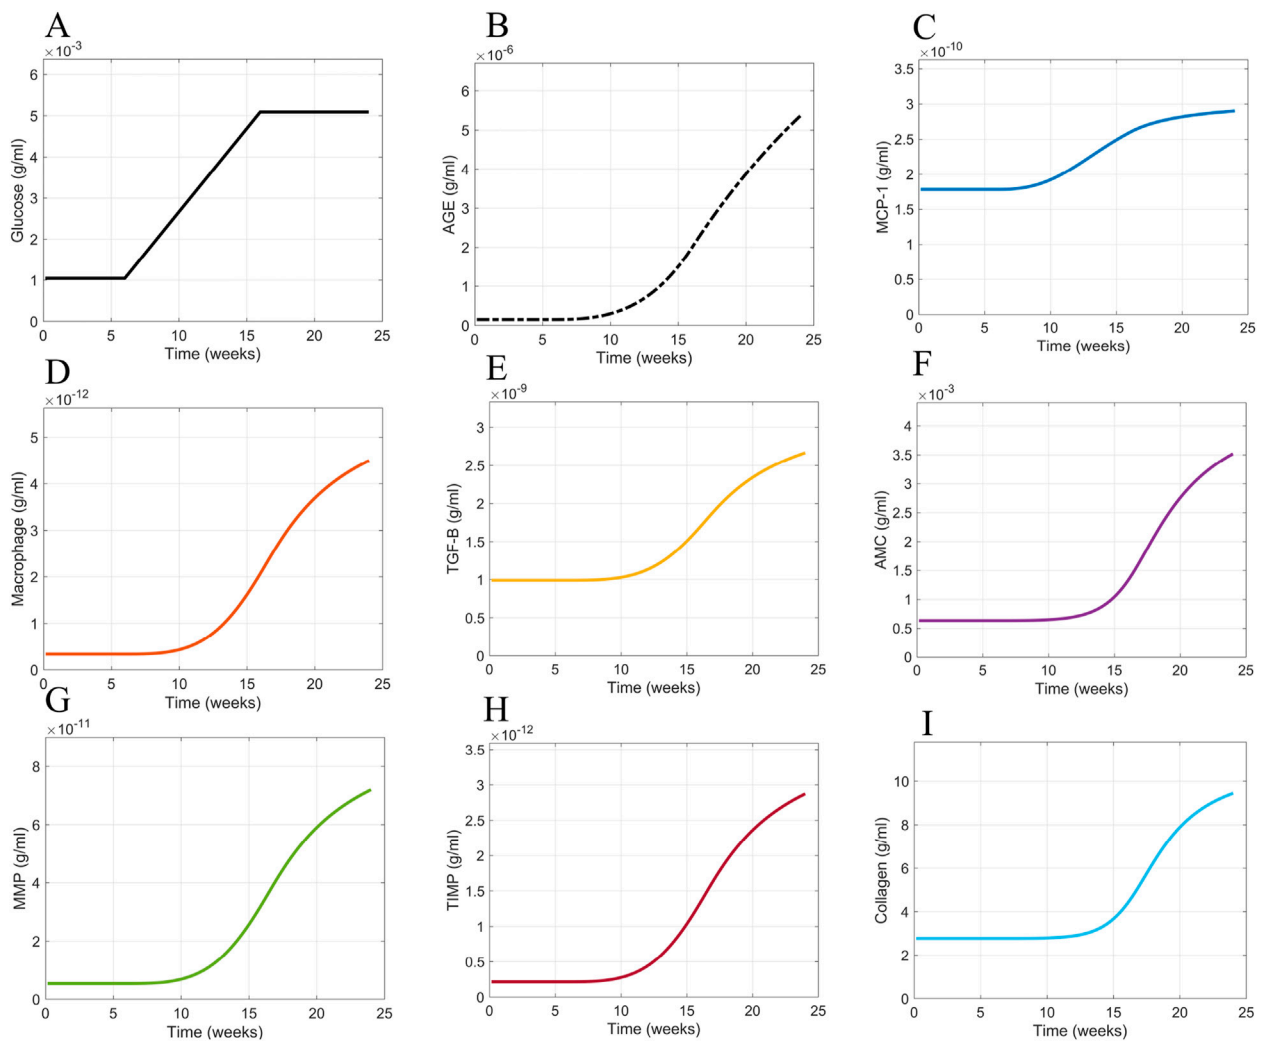 A
×10-3
6
5
4
3
2
1
0
Glucose (g/ml)
0 5 10 15 20 25
Time (weeks)
B
×10-6
6
5
4
3
2
1
0
AGE (g/ml)
0 5 10 15 20 25
Time (weeks)
C
×10-10
3.5
3
2.5
2
1.5
1
0.5
0
MCP-1 (g/ml)
0 5 10 15 20 25
Time (weeks)
D
×10-12
5
4
3
2
1
0
Macrophage (g/ml)
0 5 10 15 20 25
Time (weeks)
E
×10-9
3
2.5
2
1.5
1
0.5
0
TGF-B (g/ml)
0 5 10 15 20 25
Time (weeks)
F
×10-3
4
3.5
3
2.5
2
1.5
1
0.5
0
AMC (g/ml)
0 5 10 15 20 25
Time (weeks)
G
×10-11
8
6
4
2
0
MMP (g/ml)
0 5 10 15 20 25
Time (weeks)
H
×10-12
3.5
3
2.5
2
1.5
1
0.5
0
TIMP (g/ml)
0 5 10 15 20 25
Time (weeks)
I
10
8
6
4
2
0
Collagen (g/ml)
0 5 10 15 20 25
Time (weeks)